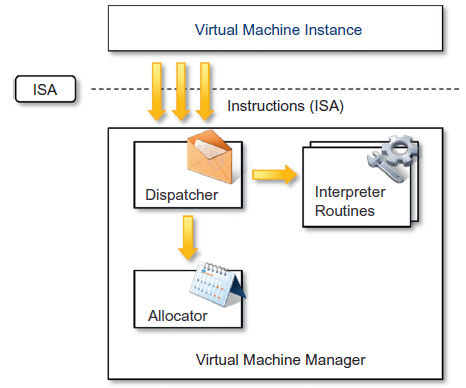 Virtual Machine Instance
ISA
Instructions (ISA)
Dispatcher
Interpreter
Routines
Allocator
Virtual Machine Manager